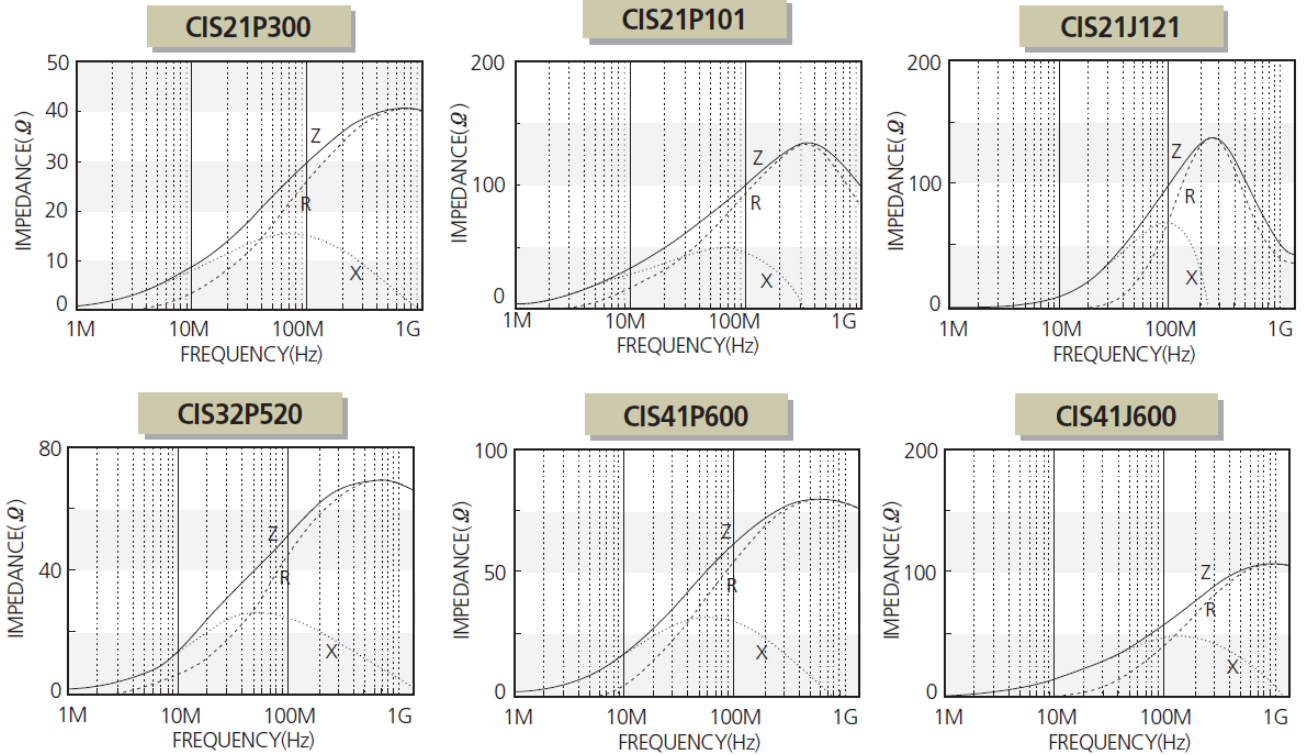 CIS21P300
50
40
30
20
10
0
IMPEDANCE(Ω)
Z
R
X
1M 10M 100M 1G
FREQUENCY(Hz)
CIS21P101
200
100
0
IMPEDANCE(Ω)
Z
R
X
1M 10M 100M 1G
FREQUENCY(Hz)
CIS21J121
200
100
0
IMPEDANCE(Ω)
Z
R
X
1M 10M 100M 1G
FREQUENCY(Hz)
CIS32P520
80
40
0
IMPEDANCE(Ω)
Z
R
X
1M 10M 100M 1G
FREQUENCY(Hz)
CIS41P600
100
50
0
IMPEDANCE(Ω)
Z
R
X
1M 10M 100M 1G
FREQUENCY(Hz)
CIS41J600
200
100
0
IMPEDANCE(Ω)
Z
R
X
1M 10M 100M 1G
FREQUENCY(Hz)